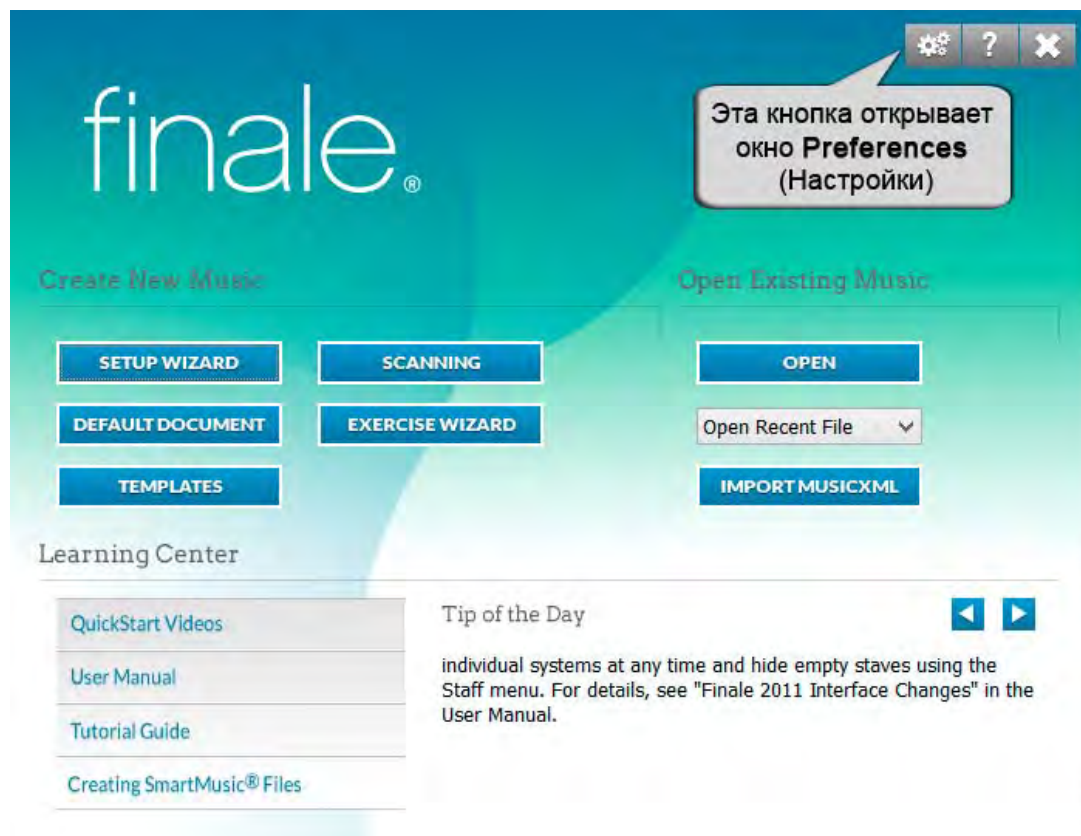 finale®
Эта кнопка открывает
окно Preferences
(Настройки)
Create New Music
Open Existing Music
SETUP WIZARD
SCANNING
OPEN
DEFAULT DOCUMENT
EXERCISE WIZARD
Open Recent File
TEMPLATES
IMPORT MUSICXML
Learning Center
QuickStart Videos
User Manual
Tutorial Guide
Creating SmartMusic® Files
Tip of the Day
individual systems at any time and hide empty staves using the
Staff menu. For details, see "Finale 2011 Interface Changes" in the
User Manual.